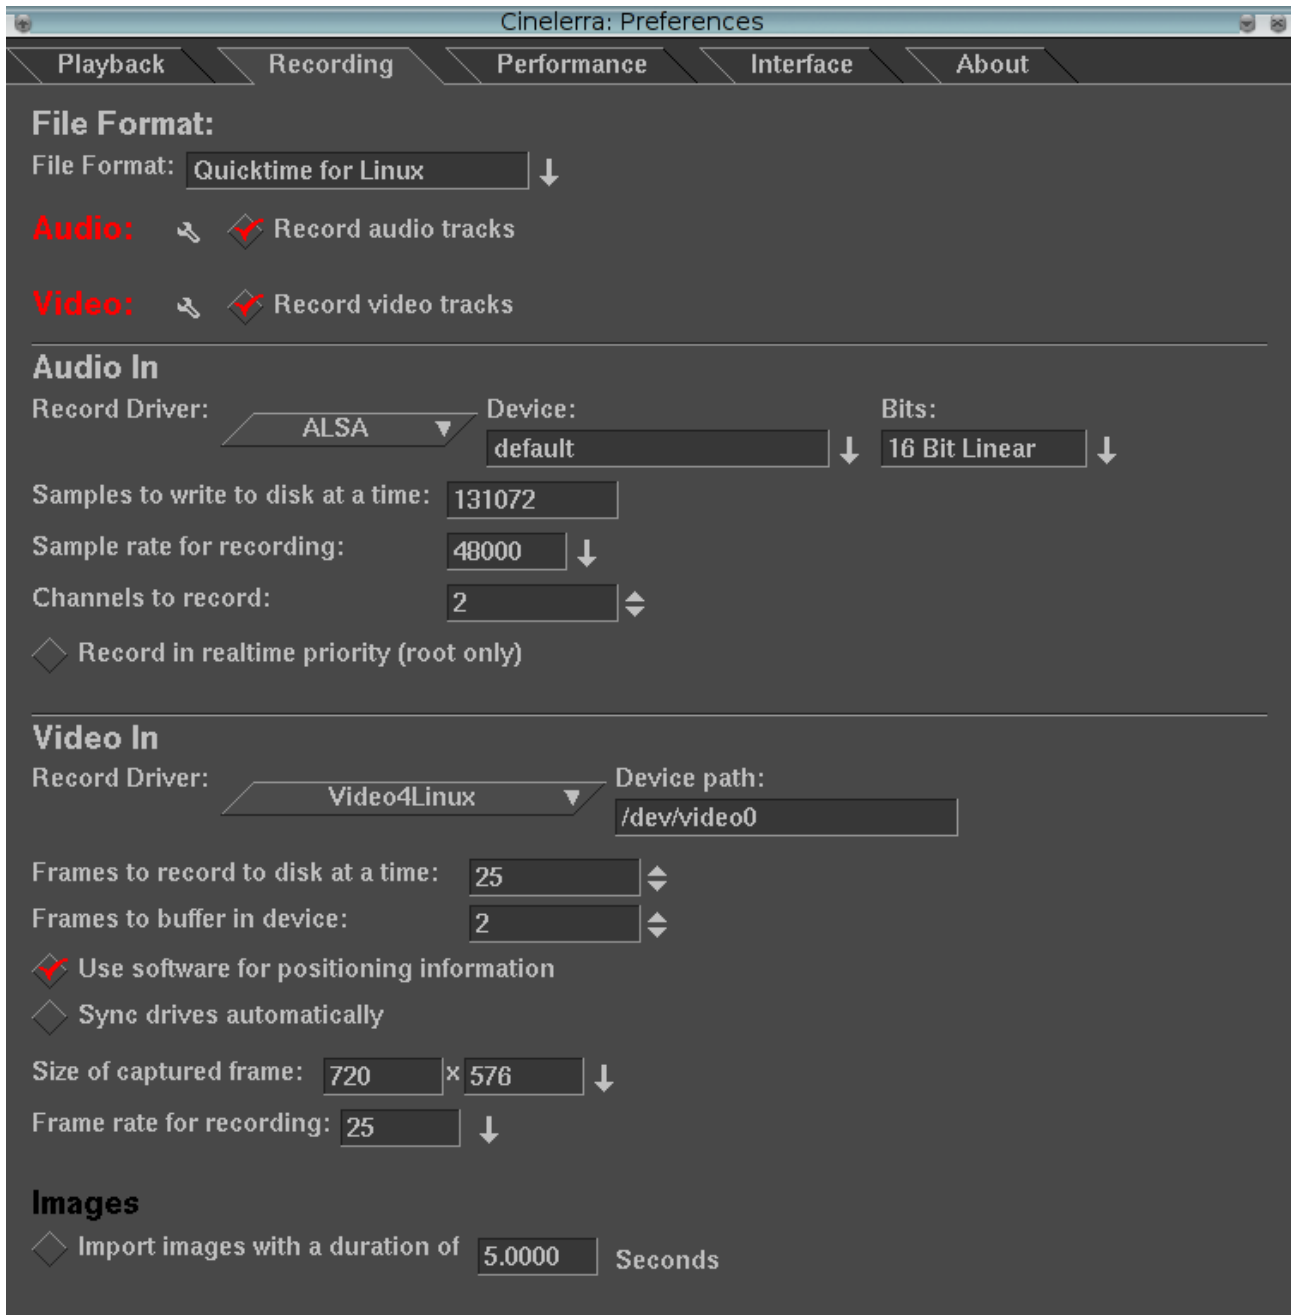 Cinelerra: Preferences
Playback Recording Performance Interface About
File Format:
File Format: Quicktime for Linux
Audio: Record audio tracks
Video: Record video tracks
Audio In
Record Driver: ALSA Device: Bits:
default 16 Bit Linear
Samples to write to disk at a time: 131072
Sample rate for recording: 48000
Channels to record: 2
Record in realtime priority (root only)
Video In
Record Driver: Video4Linux Device path:
/dev/video0
Frames to record to disk at a time: 25
Frames to buffer in device: 2
Use software for positioning information
Sync drives automatically
Size of captured frame: 720 x 576
Frame rate for recording: 25
Images
Import images with a duration of 5.0000 Seconds